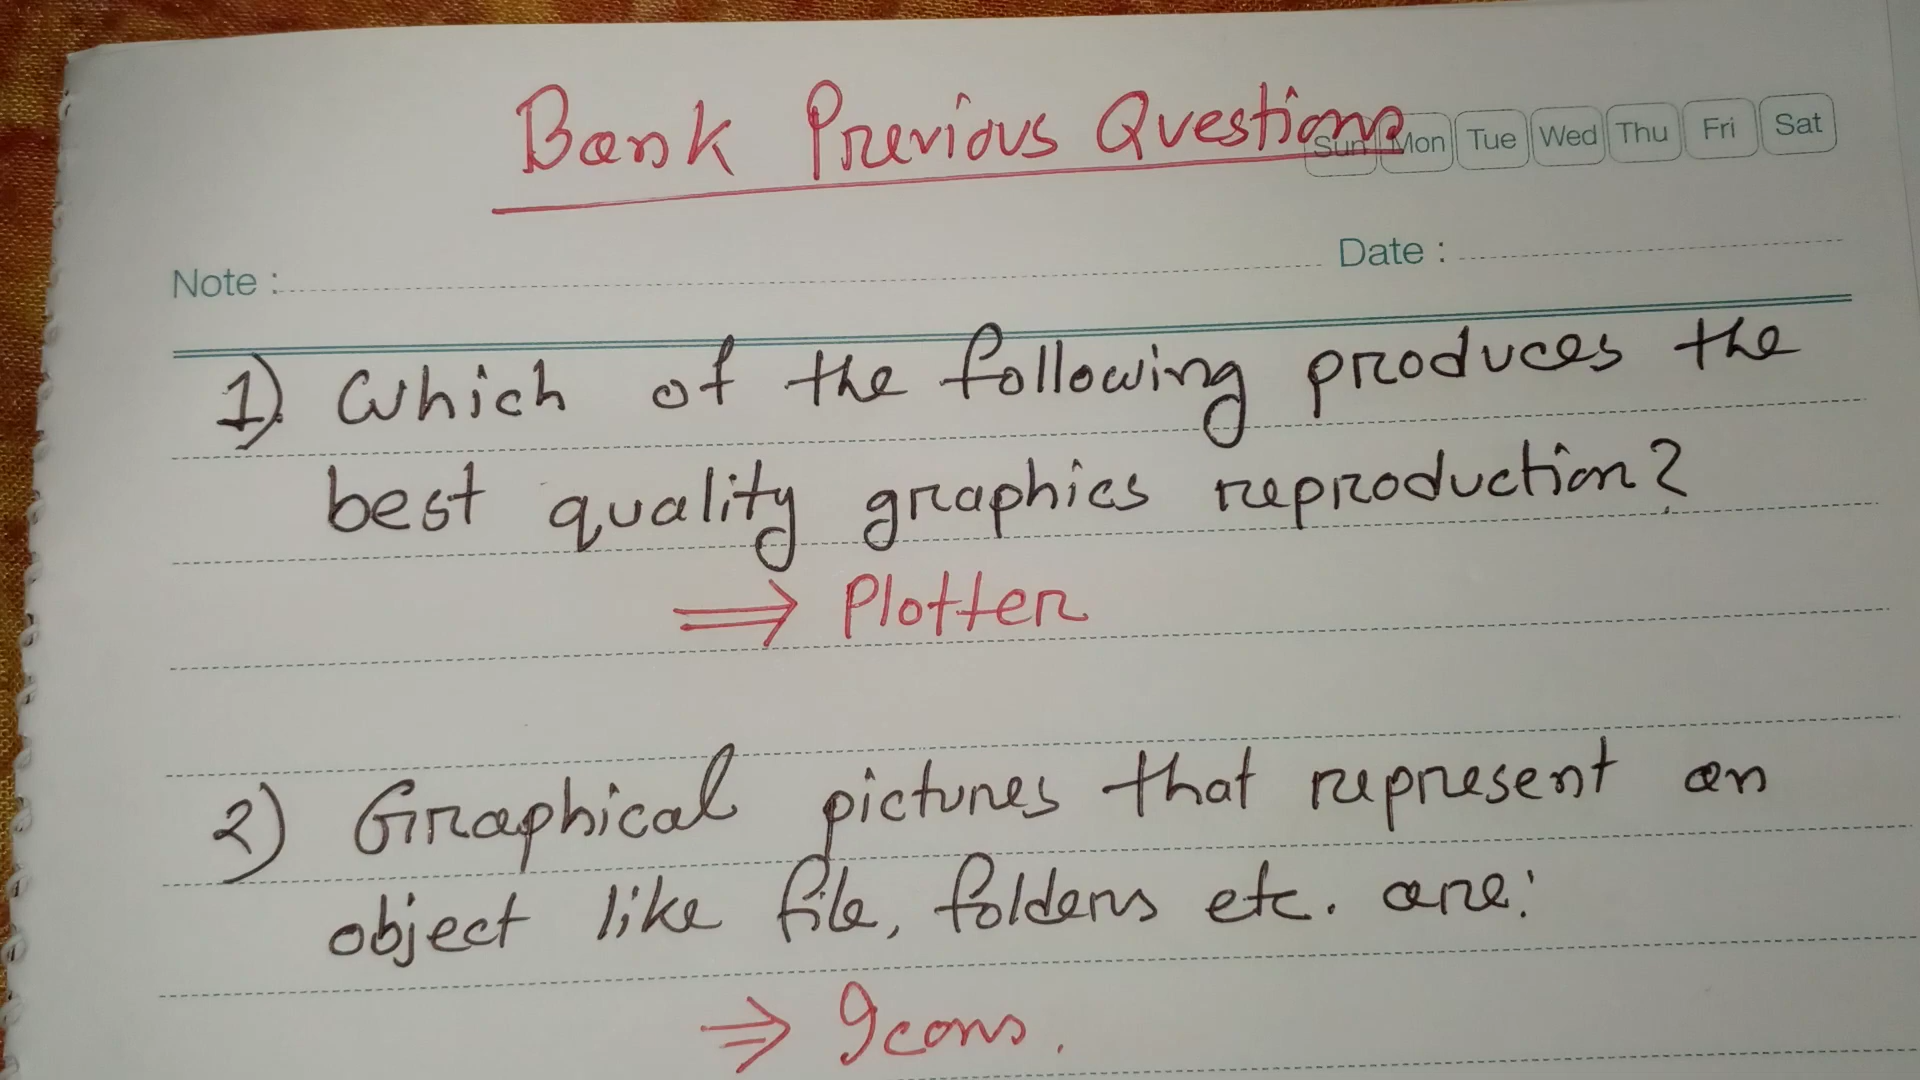 Bank Previous Questions
Sun Mon Tue Wed Thu Fri Sat
Note : Date :
1) Which of the following produces the
best quality graphics reproduction?
⇒ Plotter
2) Graphical pictures that represent an
object like file, folders etc. are:
⇒ Icons.